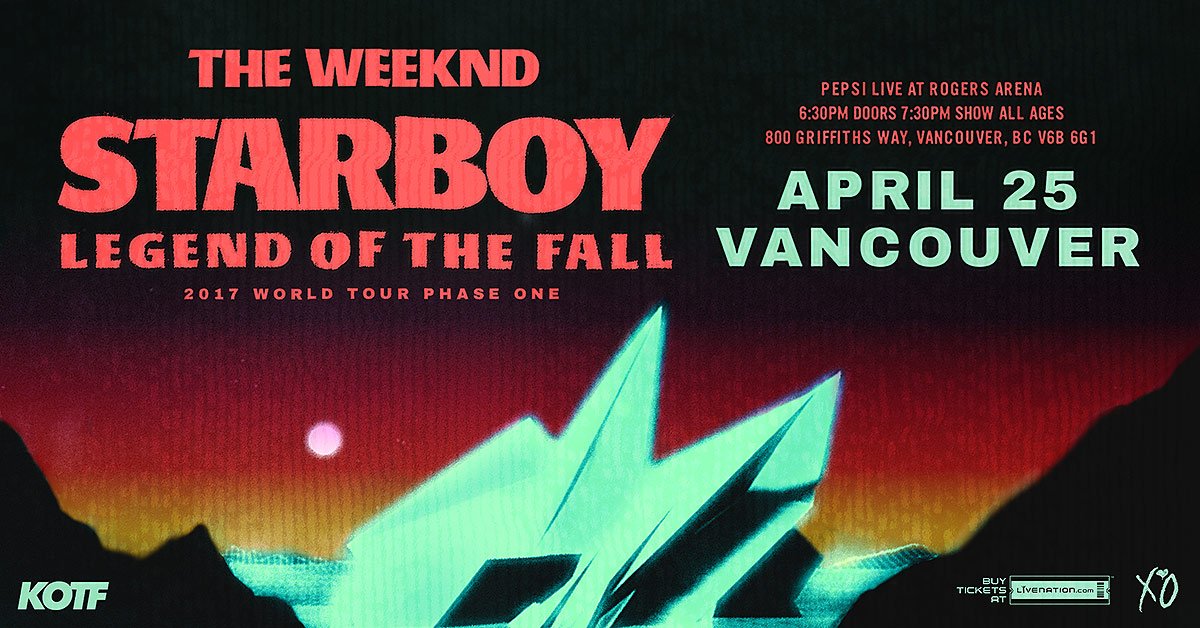 THE WEEKND
STARBOY
LEGEND OF THE FALL
2017 WORLD TOUR PHASE ONE
PEPSI LIVE AT ROGERS ARENA
6:30PM DOORS 7:30PM SHOW ALL AGES
800 GRIFFITHS WAY, VANCOUVER, BC V6B 6G1
APRIL 25
VANCOUVER
KOTF
BUY
TICKETS
AT
LIVENATION.com
XO